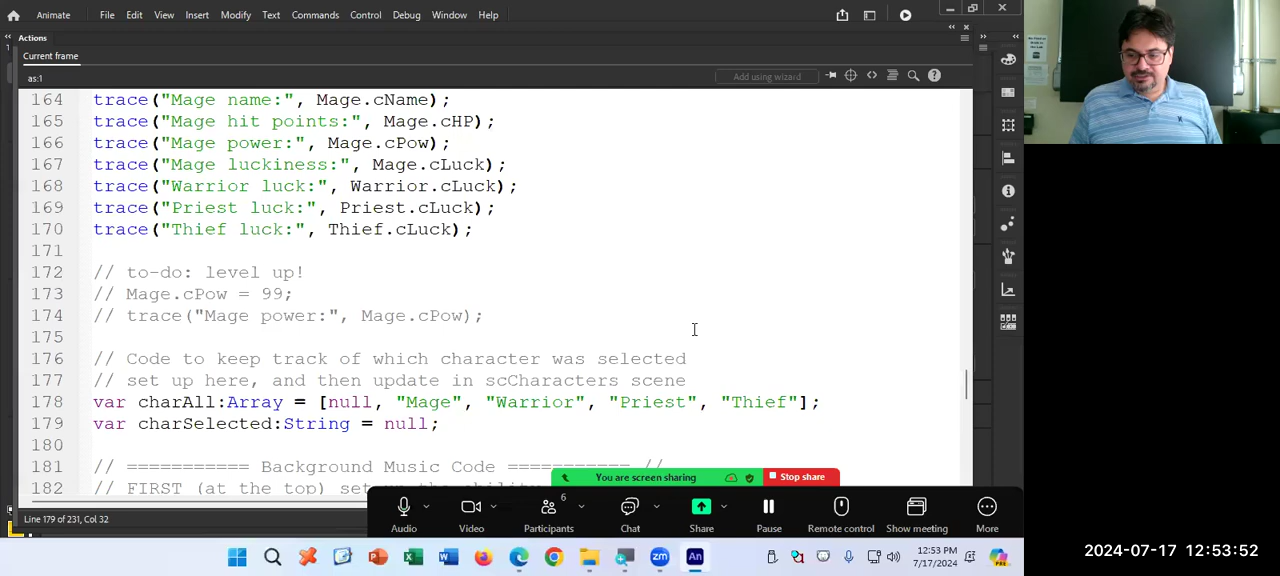 Animate File Edit View Insert Modify Text Commands Control Debug Window Help
Actions
Current frame
as:1
Add using wizard
164 trace("Mage name:", Mage.cName);
165 trace("Mage hit points:", Mage.cHP);
166 trace("Mage power:", Mage.cPow);
167 trace("Mage luckiness:", Mage.cLuck);
168 trace("Warrior luck:", Warrior.cLuck);
169 trace("Priest luck:", Priest.cLuck);
170 trace("Thief luck:", Thief.cLuck);
171
172 // to-do: level up!
173 // Mage.cPow = 99;
174 // trace("Mage power:", Mage.cPow);
175
176 // Code to keep track of which character was selected
177 // set up here, and then update in scCharacters scene
178 var charAll:Array = [null, "Mage", "Warrior", "Priest", "Thief"];
179 var charSelected:String = null;
180
181 // =========== Background Music Code =========== //
182 // FIRST (at the top) set up the ability
You are screen sharing Stop share
Line 179 of 231, Col 32
6
Audio Video Participants Chat Share Pause Remote control Show meeting More
zm An
12:53 PM
7/17/2024
2024-07-17 12:53:52